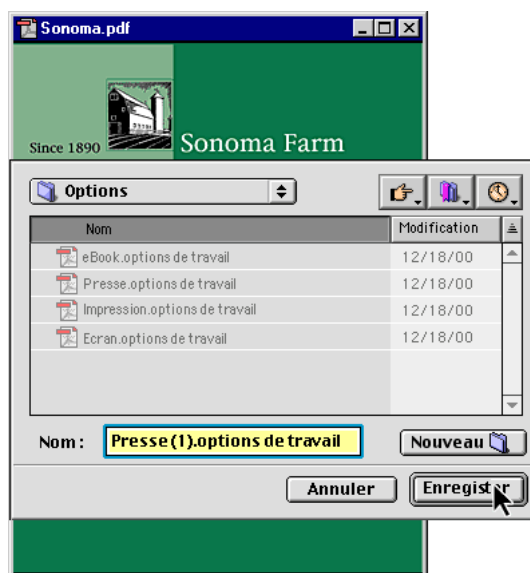 Sonoma.pdf
Since 1890
Sonoma Farm
Options
Nom Modification
eBook.options de travail 12/18/00
Presse.options de travail 12/18/00
Impression.options de travail 12/18/00
Ecran.options de travail 12/18/00
Nom : Presse(1).options de travail Nouveau
Annuler Enregister